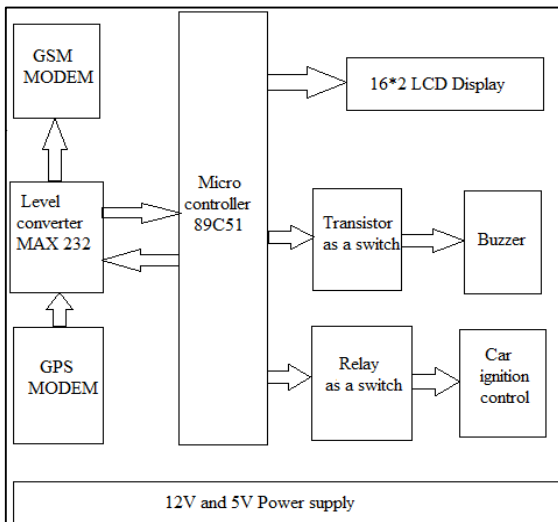 GSM
MODEM
16*2 LCD Display
Level
converter
MAX 232
Micro
controller
89C51
Transistor
as a switch
Buzzer
GPS
MODEM
Relay
as a switch
Car
ignition
control
12V and 5V Power supply